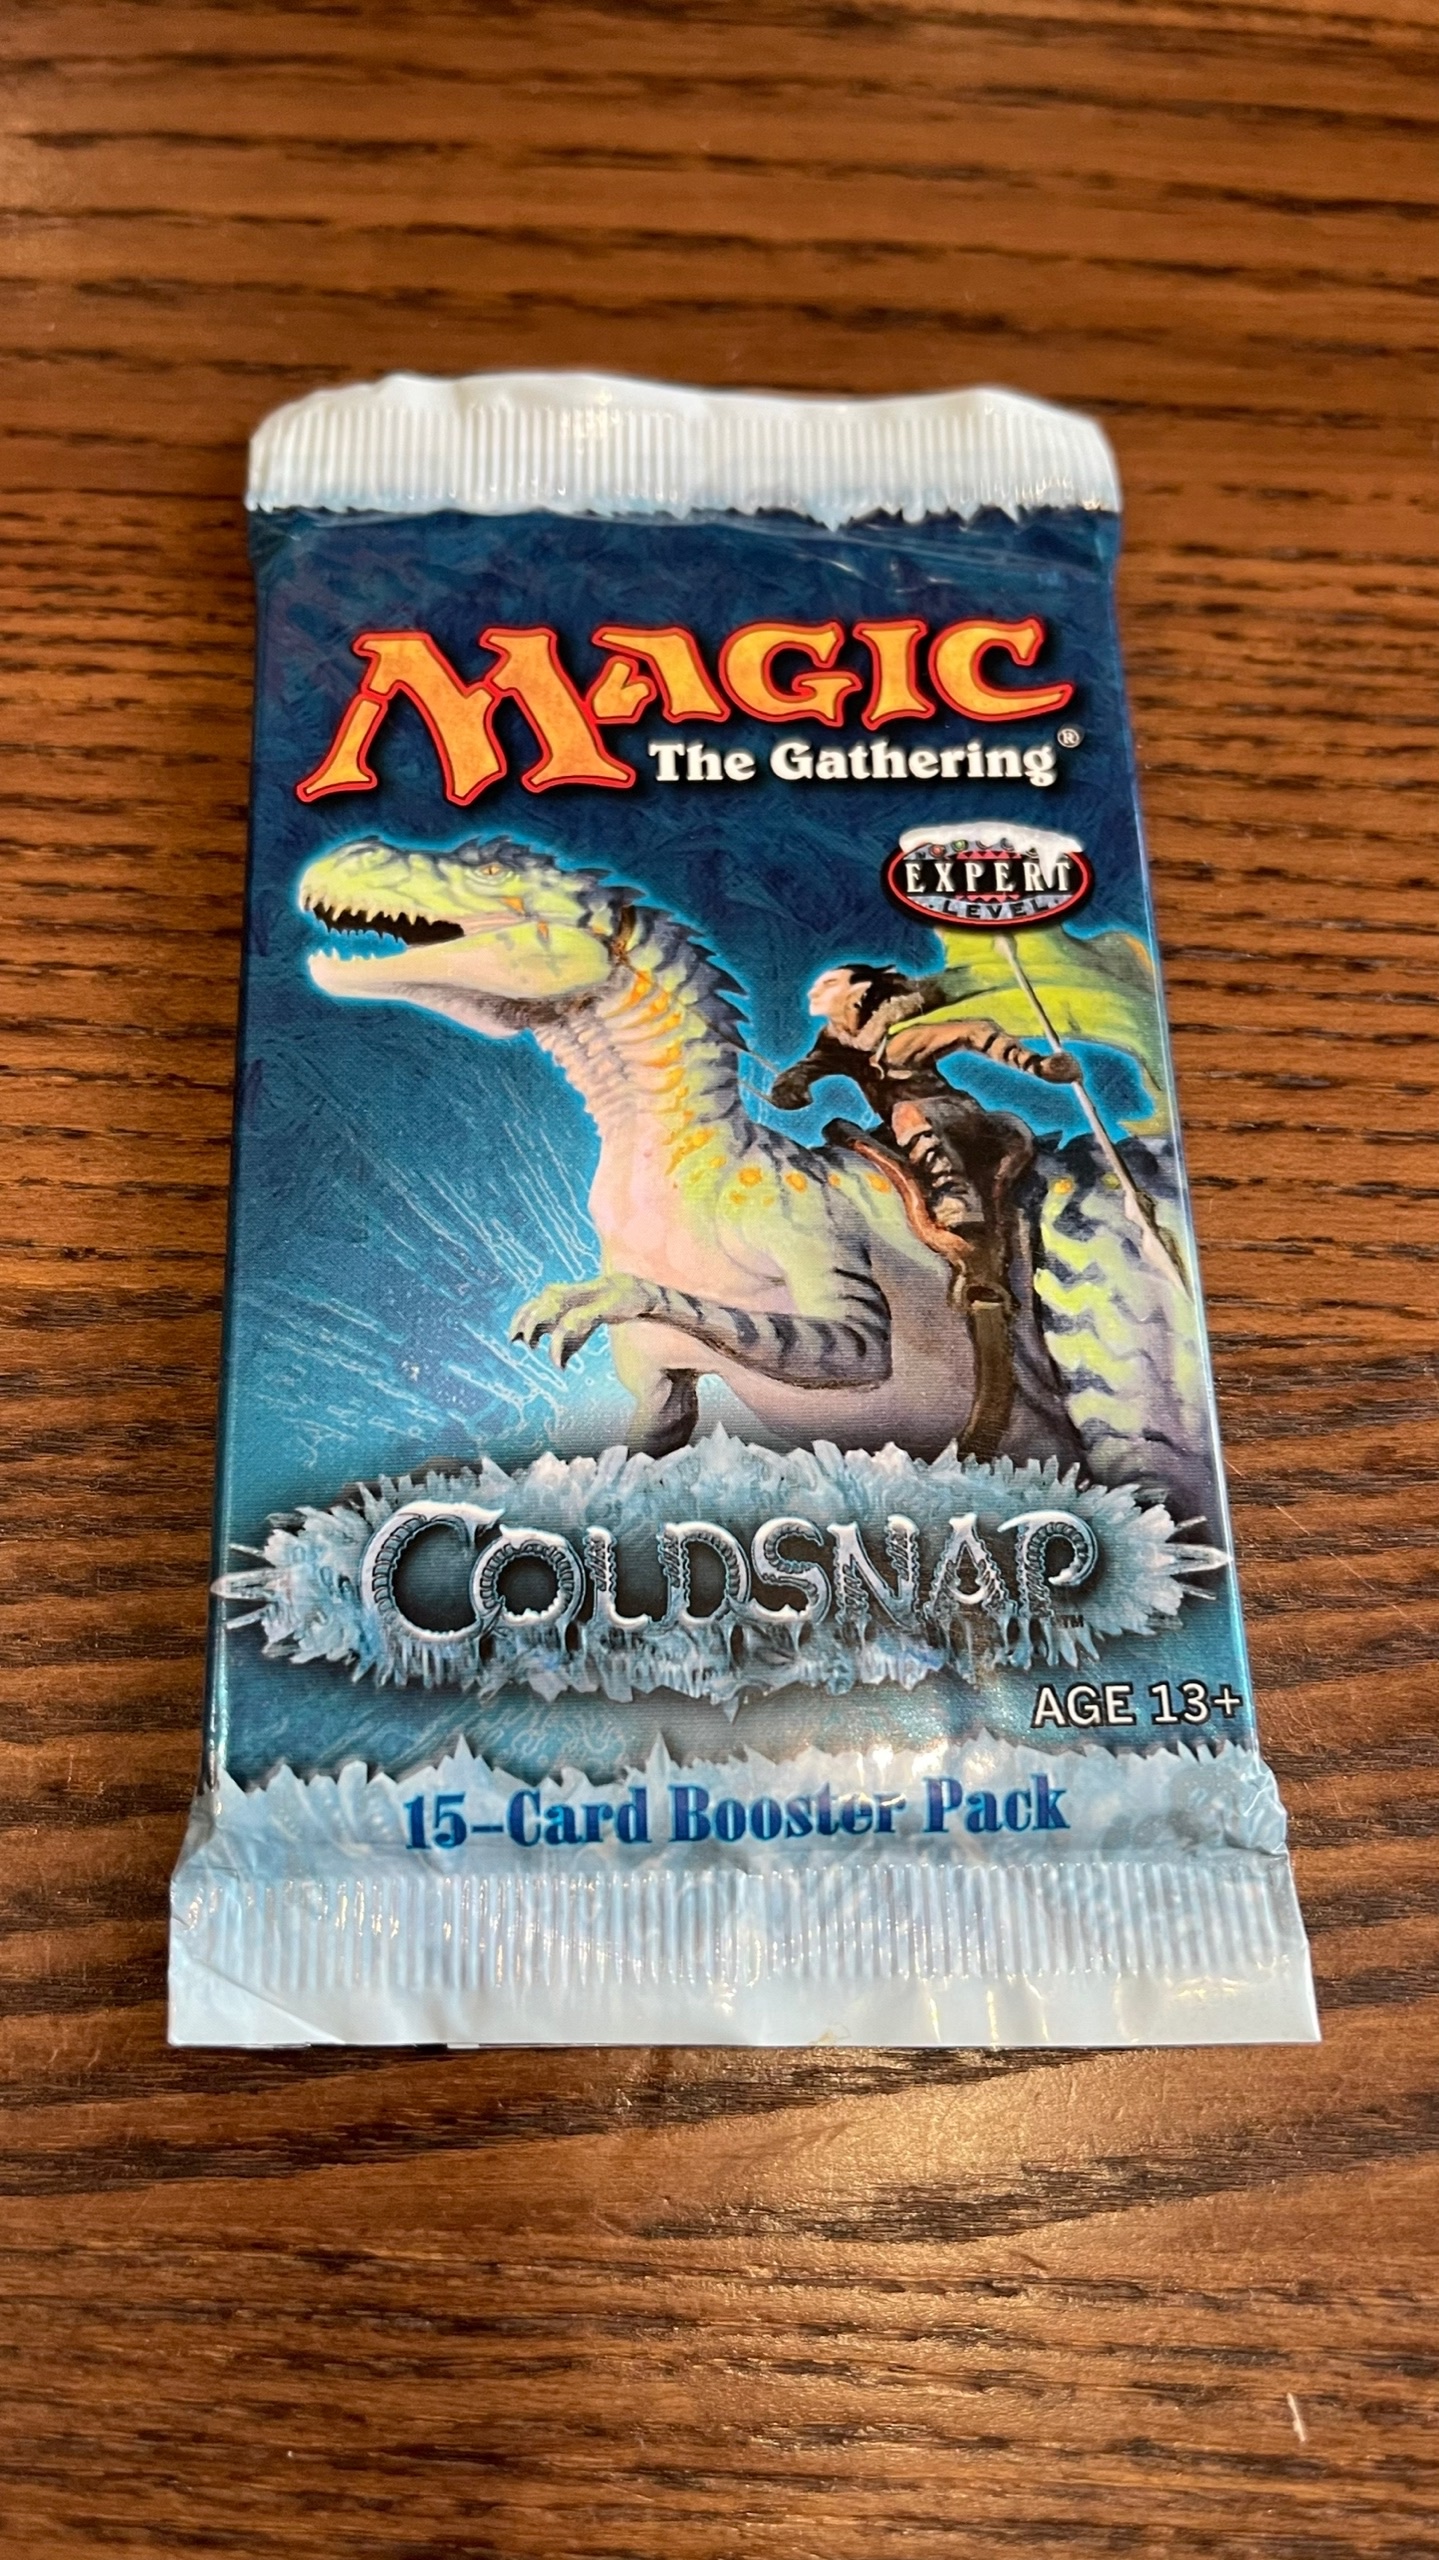 MAGIC
The Gathering®
EXPERT
LEVEL
COLDSNAP™
AGE 13+
15-Card Booster Pack